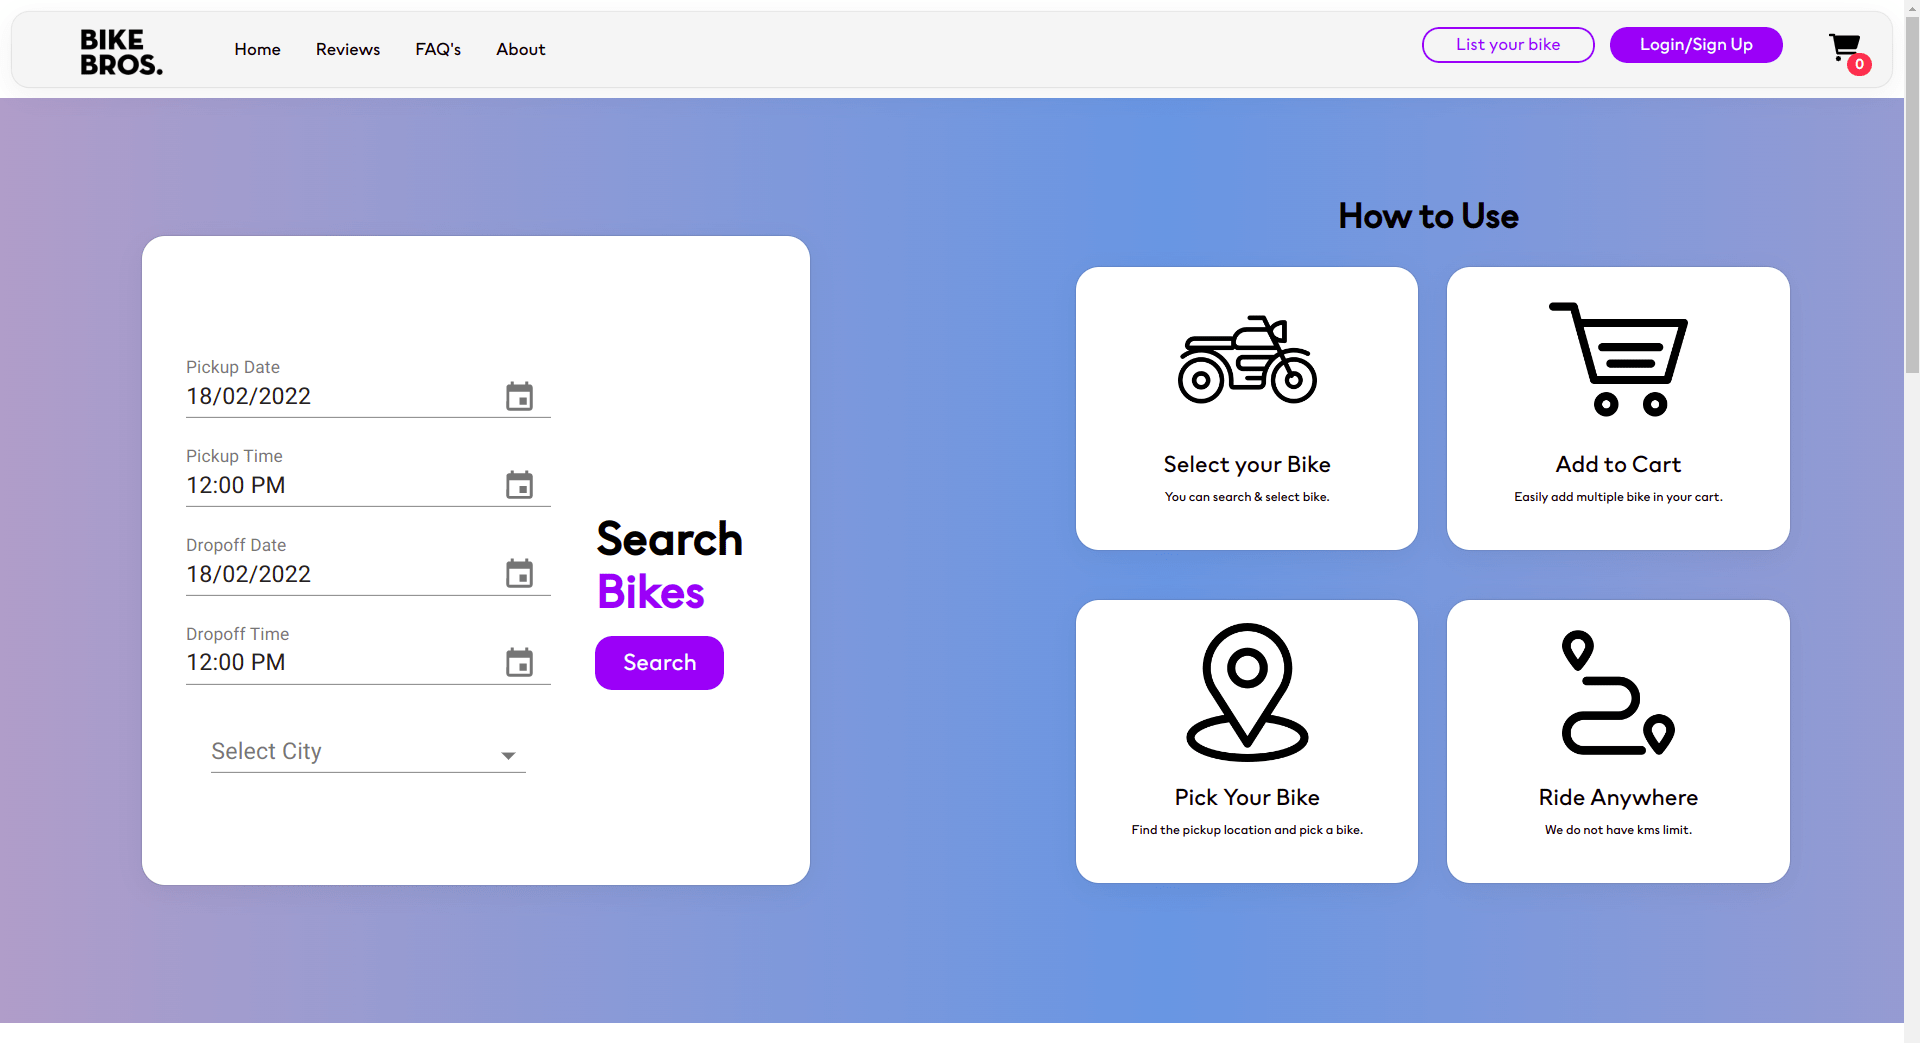 BIKE
BROS.
Home Reviews FAQ's About
List your bike
Login/Sign Up
0
Pickup Date
18/02/2022
Pickup Time
12:00 PM
Dropoff Date
18/02/2022
Dropoff Time
12:00 PM
Select City
Search
Bikes
Search
How to Use
Select your Bike
You can search & select bike.
Add to Cart
Easily add multiple bike in your cart.
Pick Your Bike
Find the pickup location and pick a bike.
Ride Anywhere
We do not have kms limit.